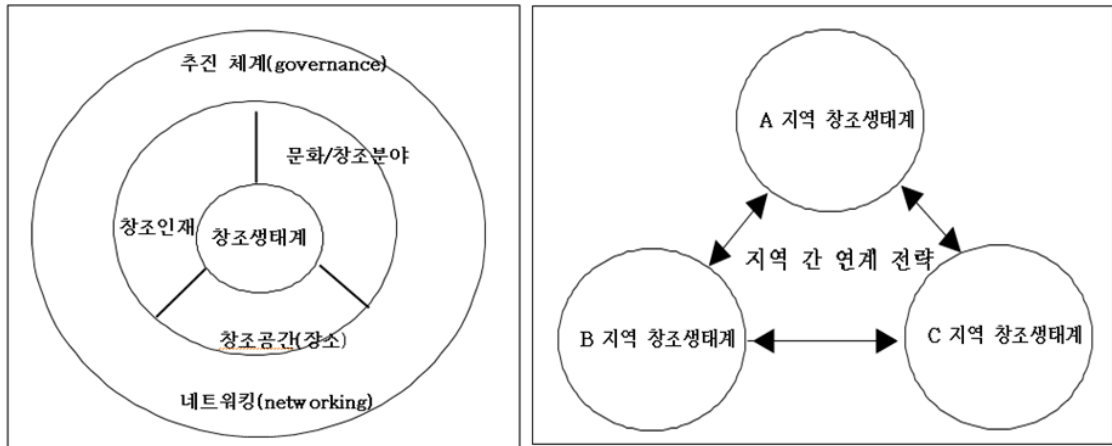 추진 체계(governance)
문화/창조분야
창조인재
창조생태계
창조공간(장소)
네트워킹(networking)
A 지역 창조생태계
지역 간 연계 전략
B 지역 창조생태계
C 지역 창조생태계